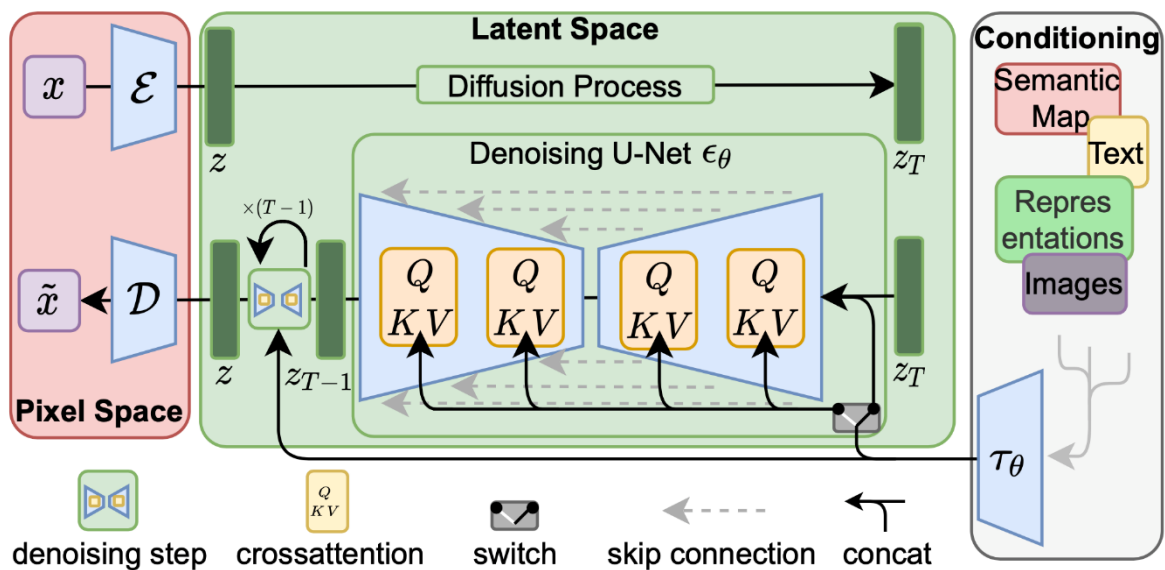 Latent Space
Conditioning
x
ℰ
Diffusion Process
Semantic
Map
z
Denoising U-Net ϵ_θ
z_T
Text
×(T−1)
Repres
entations
Q
KV
Q
KV
Q
KV
Q
KV
Images
x̃
𝒟
z
z_{T−1}
z_T
Pixel Space
τ_θ
Q
KV
denoising step
crossattention
switch
skip connection
concat